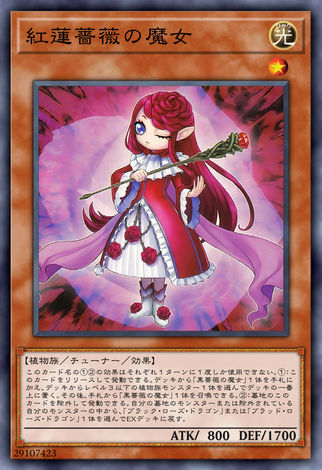 紅蓮薔薇の魔女
光
【植物族／チューナー／効果】
このカード名の①②の効果はそれぞれ１ターンに１度しか使用できない。①：こ
のカードをリリースして発動できる。デッキから「黒薔薇の魔女」１体を手札に
加え、デッキからレベル３以下の植物族モンスター１体を選んでデッキの一番
上に置く。その後、手札から「黒薔薇の魔女」１体を召喚できる。②：墓地のこの
カードを除外して発動できる。自分の墓地のモンスターまたは除外されている
自分のモンスターの中から、「ブラック・ローズ・ドラゴン」または「ブラッド・ロ
ーズ・ドラゴン」１体を選んでEXデッキに戻す。
ATK/ 800 DEF/1700
29107423